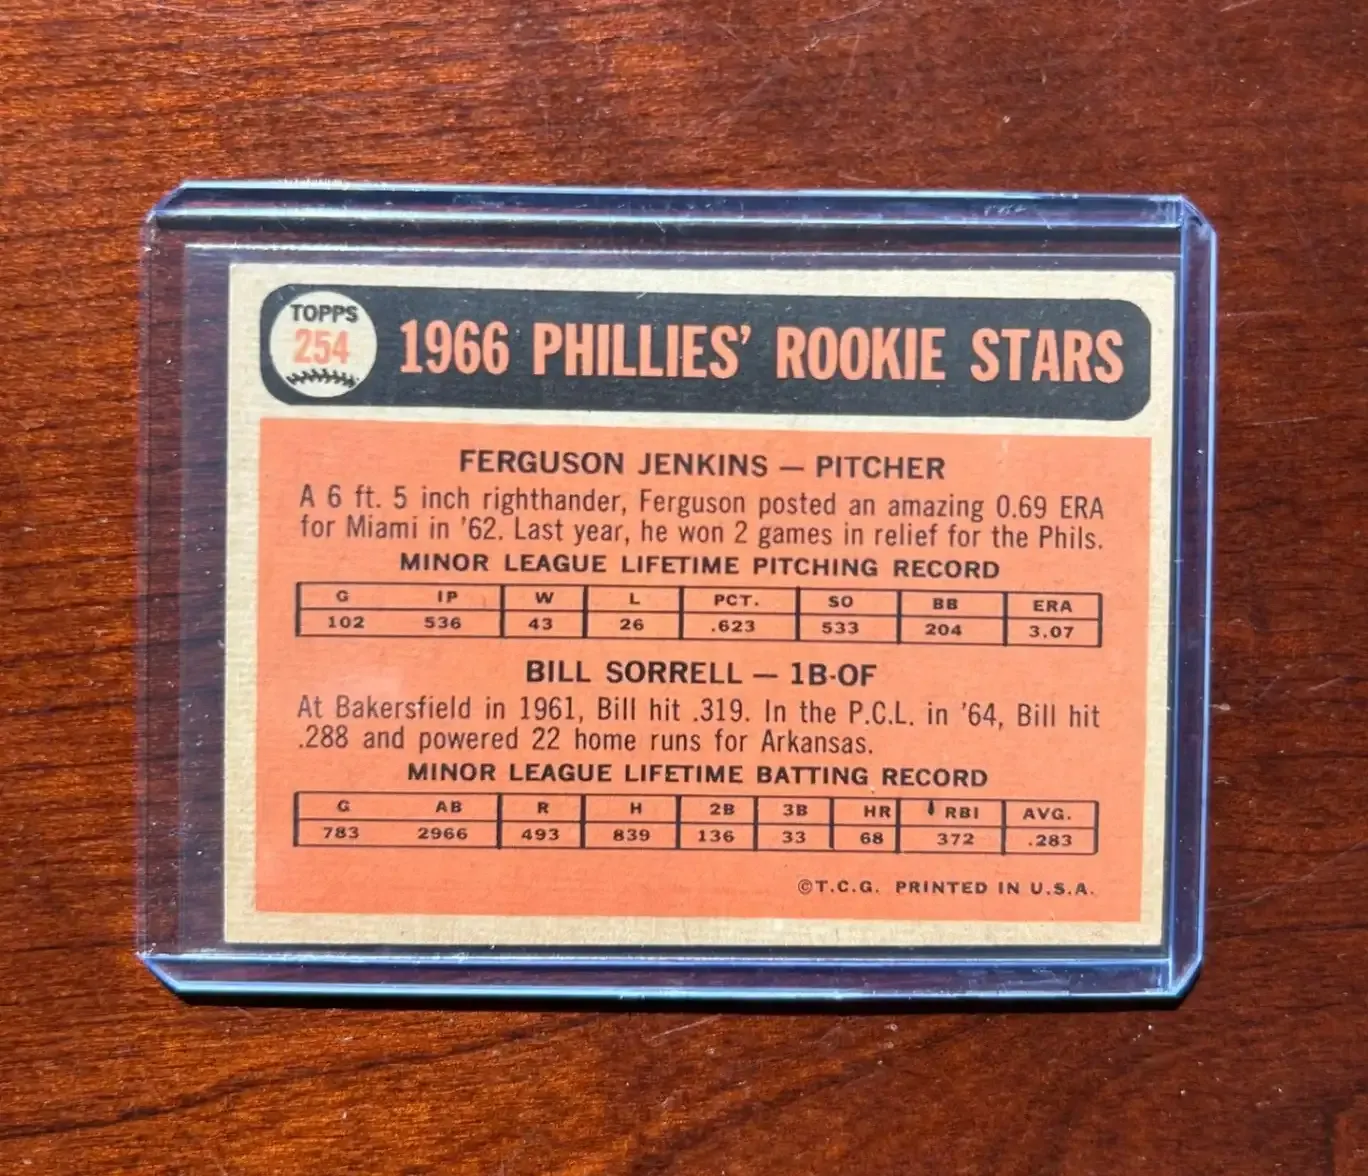 TOPPS
254
1966 PHILLIES' ROOKIE STARS
FERGUSON JENKINS — PITCHER
A 6 ft. 5 inch righthander, Ferguson posted an amazing 0.69 ERA
for Miami in '62. Last year, he won 2 games in relief for the Phils.
MINOR LEAGUE LIFETIME PITCHING RECORD
G IP W L PCT. SO BB ERA
102 536 43 26 .623 533 204 3.07
BILL SORRELL — 1B-OF
At Bakersfield in 1961, Bill hit .319. In the P.C.L. in '64, Bill hit
.288 and powered 22 home runs for Arkansas.
MINOR LEAGUE LIFETIME BATTING RECORD
G AB R H 2B 3B HR RBI AVG.
783 2966 493 839 136 33 68 372 .283
©T.C.G. PRINTED IN U.S.A.